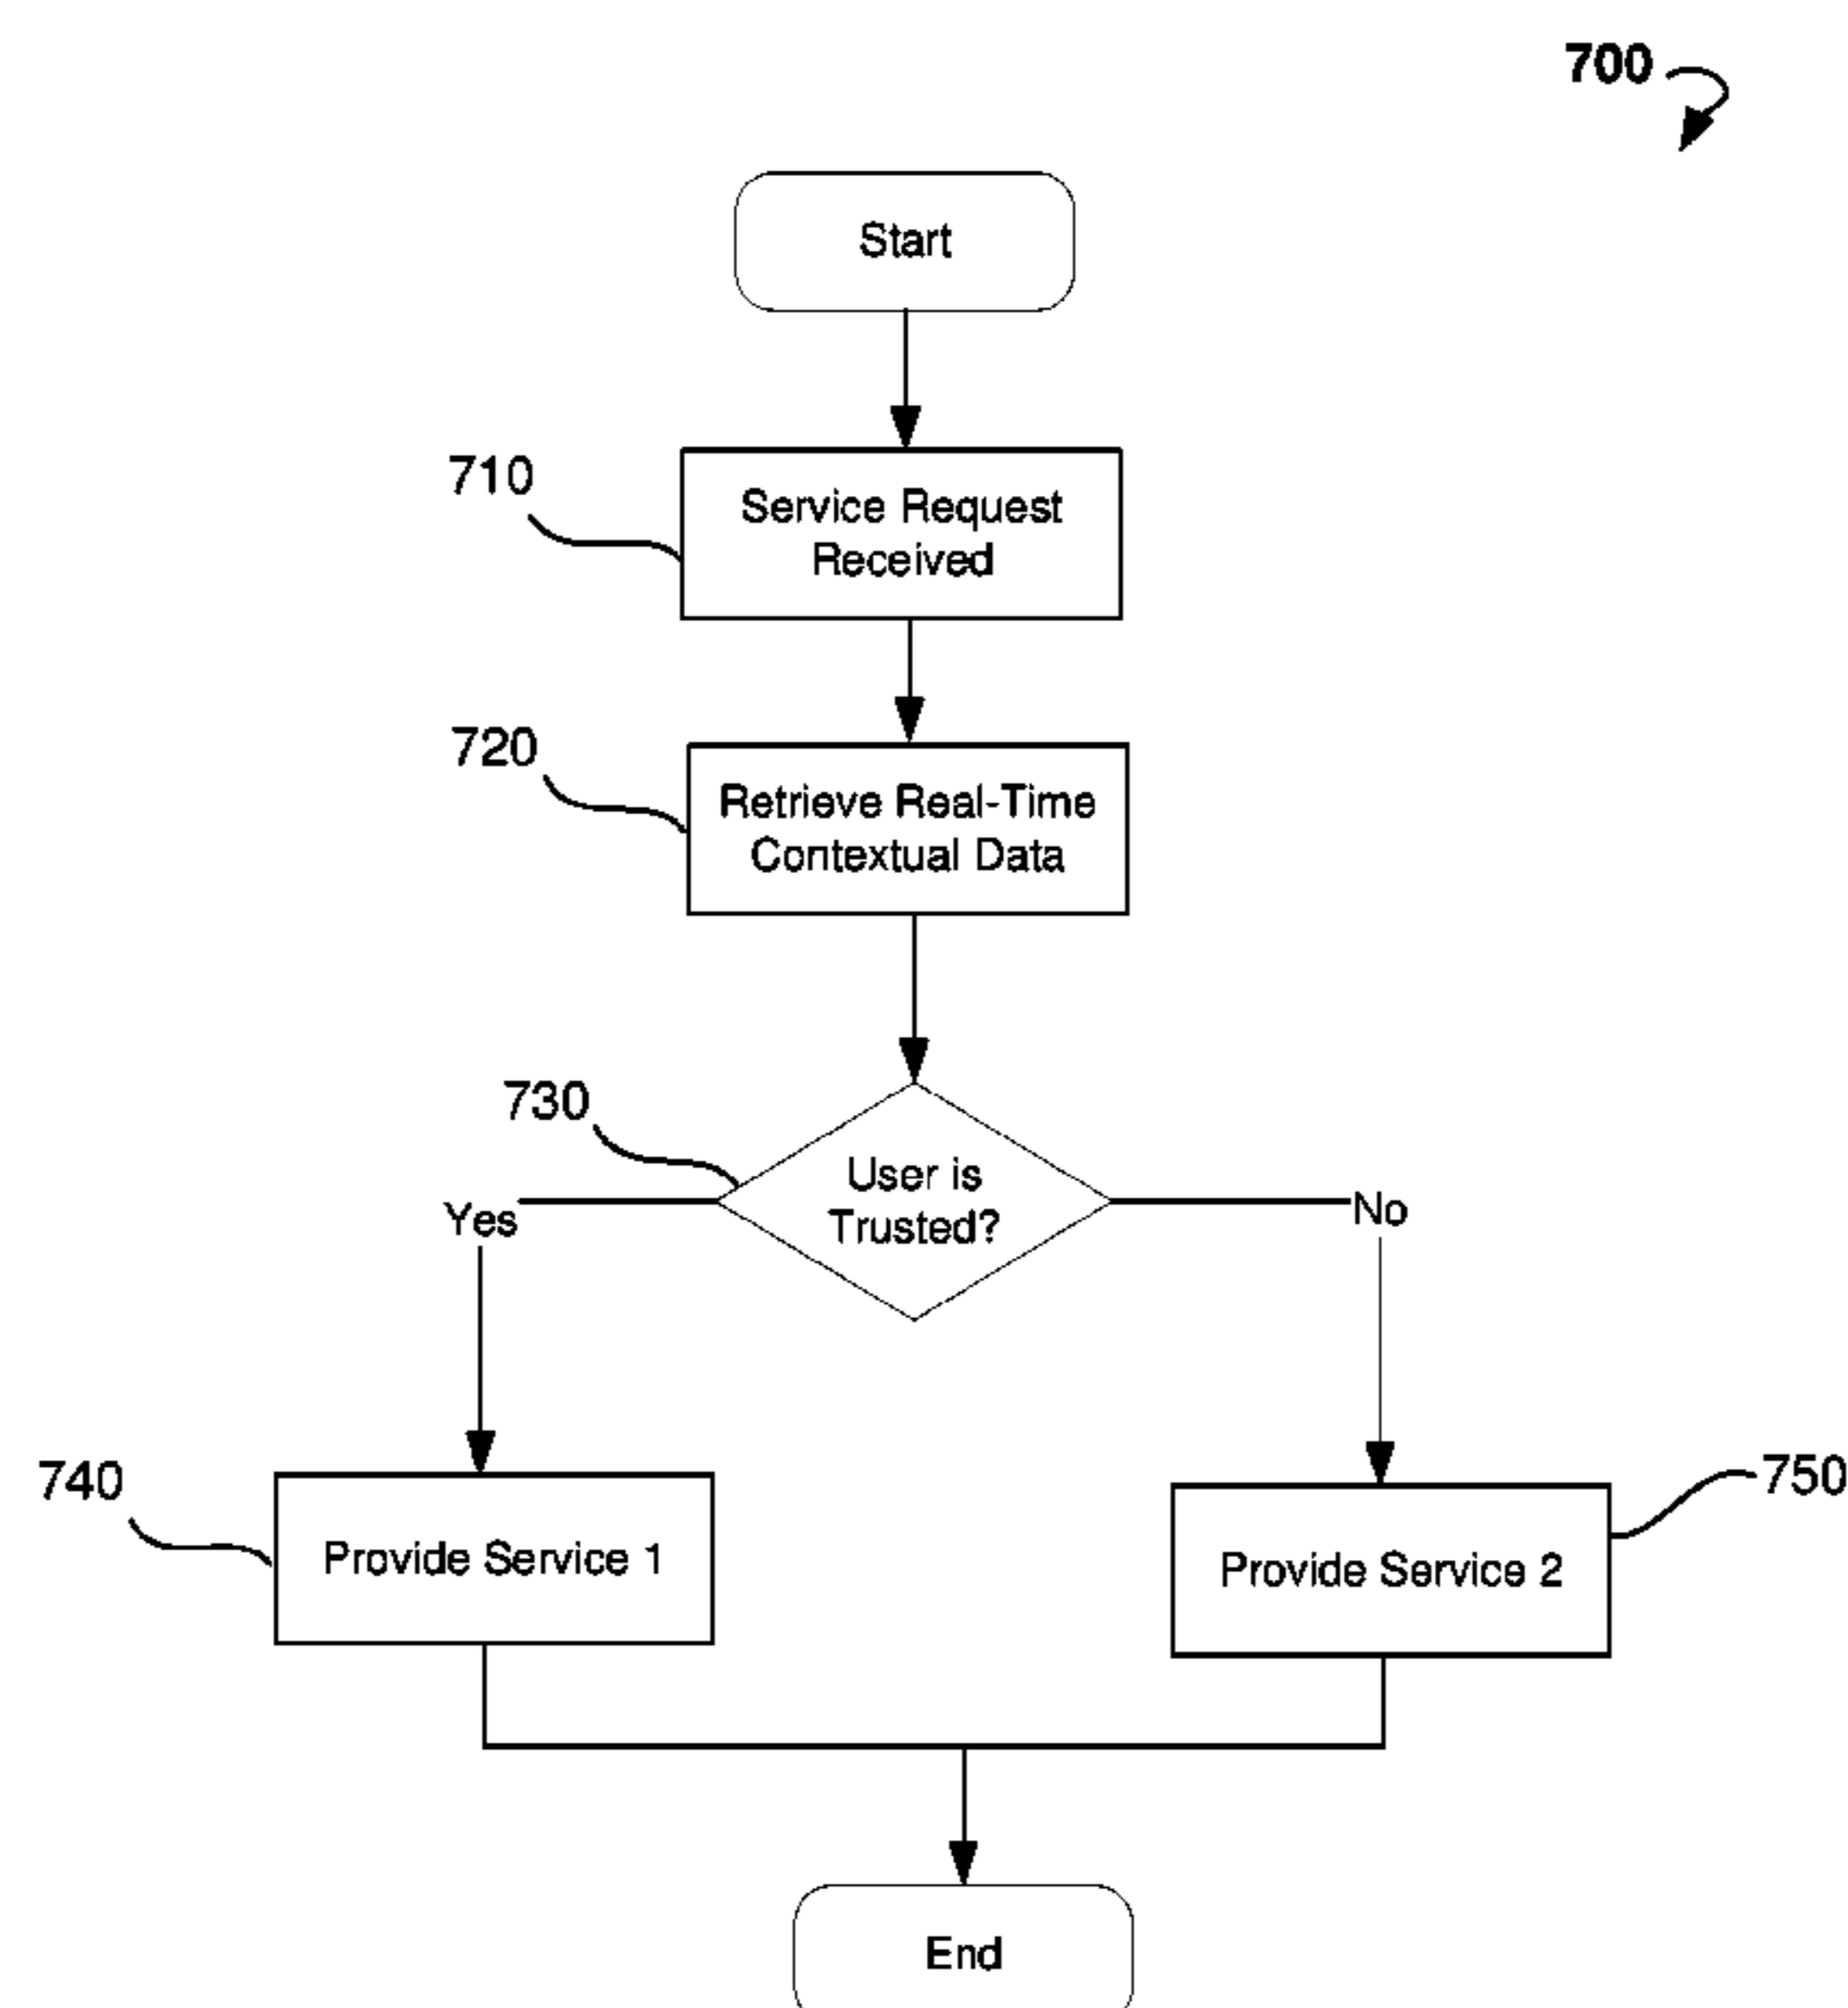 700
Start
710
Service Request
Received
720
Retrieve Real-Time
Contextual Data
730
User is
Trusted?
Yes
No
740
Provide Service 1
750
Provide Service 2
End